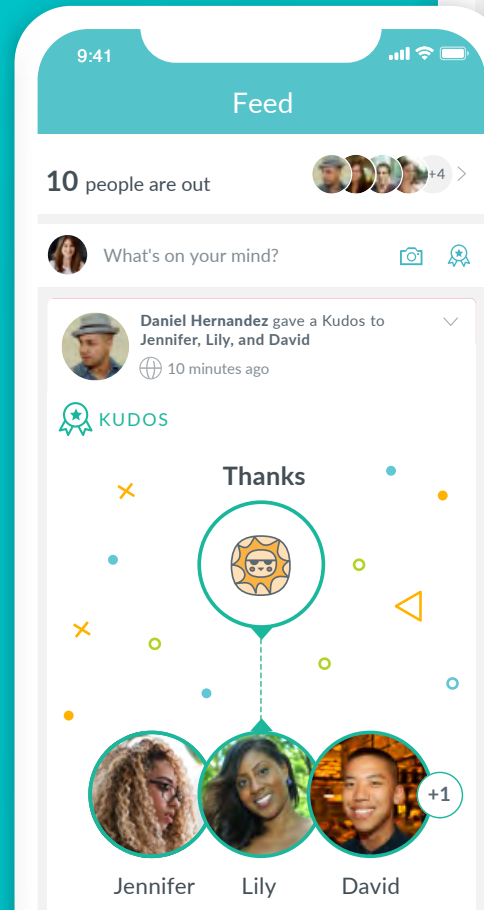 9:41
Feed
10 people are out
+4
What's on your mind?
Daniel Hernandez gave a Kudos to
Jennifer, Lily, and David
10 minutes ago
KUDOS
Thanks
+1
Jennifer Lily David